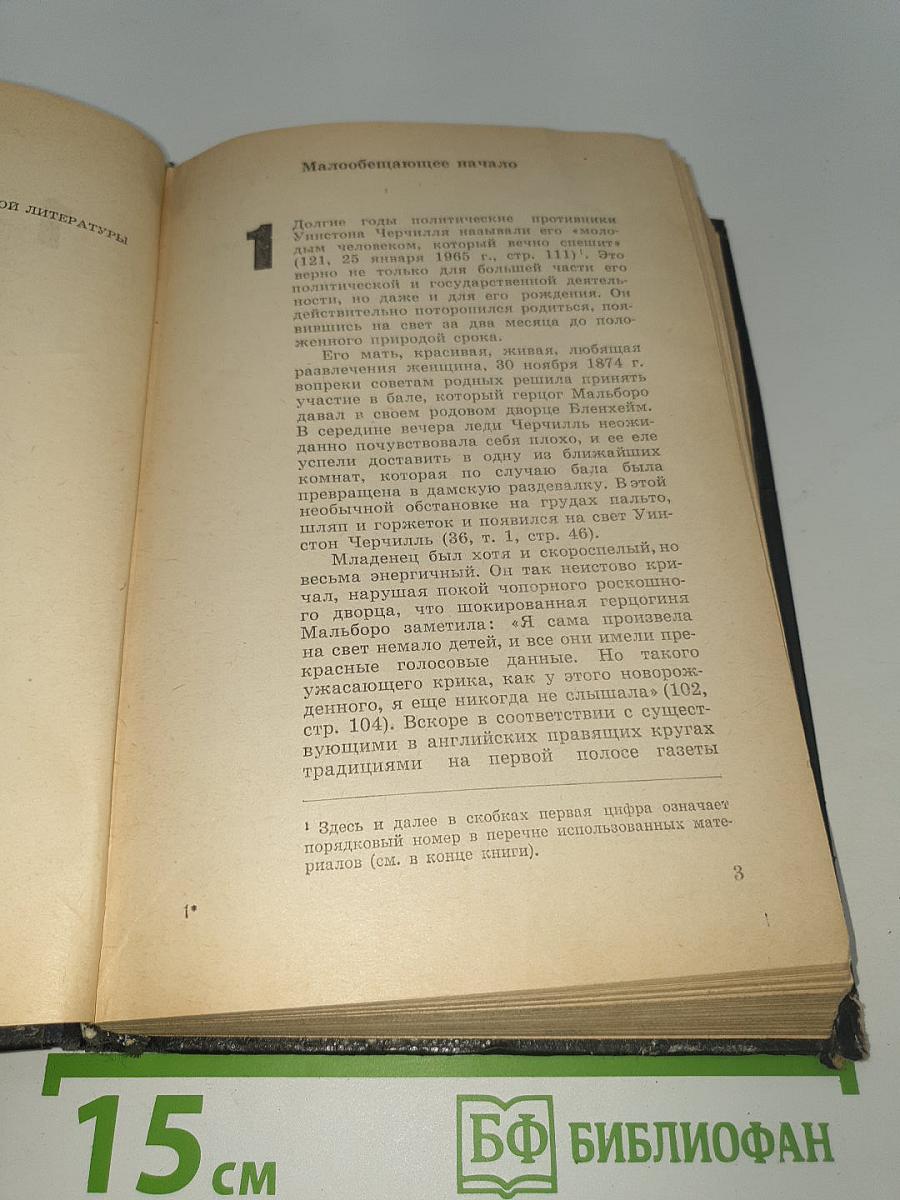 ОЙ ЛИТЕРАТУРЫ
Малообещающее начало
1
Долгие годы политические противники
Уинстона Черчилля называли его «моло-
дым человеком, который вечно спешит»
(121, 25 января 1965 г., стр. 111)¹. Это
верно не только для большей части его
политической и государственной деятель-
ности, но даже и для его рождения. Он
действительно поторопился родиться, поя-
вившись на свет за два месяца до поло-
женного природой срока.
Его мать, красивая, живая, любящая
развлечения женщина, 30 ноября 1874 г.
вопреки советам родных решила принять
участие в бале, который герцог Мальборо
давал в своем родовом дворце Бленхейм.
В середине вечера леди Черчилль неожи-
данно почувствовала себя плохо, и ее еле
успели доставить в одну из ближайших
комнат, которая по случаю бала была
превращена в дамскую раздевалку. В этой
необычной обстановке на грудах пальто,
шляп и горжеток и появился на свет Уин-
стон Черчилль (36, т. 1, стр. 46).
Младенец был хотя и скороспелый, но
весьма энергичный. Он так неистово кри-
чал, нарушая покой чопорного роскошно-
го дворца, что шокированная герцогиня
Мальборо заметила: «Я сама произвела
на свет немало детей, и все они имели пре-
красные голосовые данные. Но такого
ужасающего крика, как у этого новорож-
денного, я еще никогда не слышала» (102,
стр. 104). Вскоре в соответствии с сущест-
вующими в английских правящих кругах
традициями на первой полосе газеты
¹ Здесь и далее в скобках первая цифра означает
порядковый номер в перечне использованных мате-
риалов (см. в конце книги).
3
1*
15 см
БФ БИБЛИОФАН